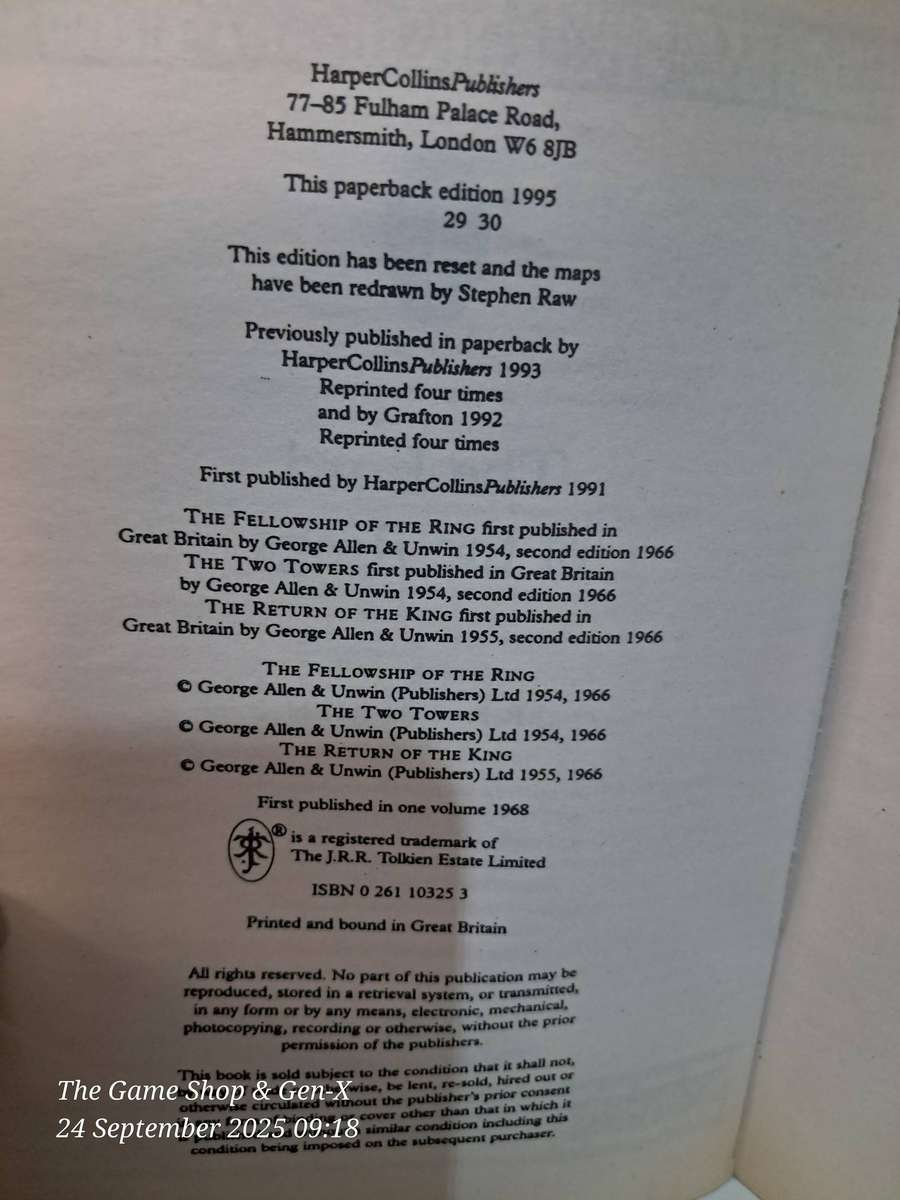 HarperCollinsPublishers
77–85 Fulham Palace Road,
Hammersmith, London W6 8JB
This paperback edition 1995
29 30
This edition has been reset and the maps
have been redrawn by Stephen Raw
Previously published in paperback by
HarperCollinsPublishers 1993
Reprinted four times
and by Grafton 1992
Reprinted four times
First published by HarperCollinsPublishers 1991
THE FELLOWSHIP OF THE RING first published in
Great Britain by George Allen & Unwin 1954, second edition 1966
THE TWO TOWERS first published in Great Britain
by George Allen & Unwin 1954, second edition 1966
THE RETURN OF THE KING first published in
Great Britain by George Allen & Unwin 1955, second edition 1966
THE FELLOWSHIP OF THE RING
© George Allen & Unwin (Publishers) Ltd 1954, 1966
THE TWO TOWERS
© George Allen & Unwin (Publishers) Ltd 1954, 1966
THE RETURN OF THE KING
© George Allen & Unwin (Publishers) Ltd 1955, 1966
First published in one volume 1968
® is a registered trademark of
The J.R.R. Tolkien Estate Limited
ISBN 0 261 10325 3
Printed and bound in Great Britain
All rights reserved. No part of this publication may be
reproduced, stored in a retrieval system, or transmitted,
in any form or by any means, electronic, mechanical,
photocopying, recording or otherwise, without the prior
permission of the publishers.
This book is sold subject to the condition that it shall not,
be lent, re-sold, hired out or
otherwise circulated without the publisher's prior consent
cover other than that in which it
similar condition including this
condition being imposed on the subsequent purchaser.
The Game Shop & Gen-X
24 September 2025 09:18